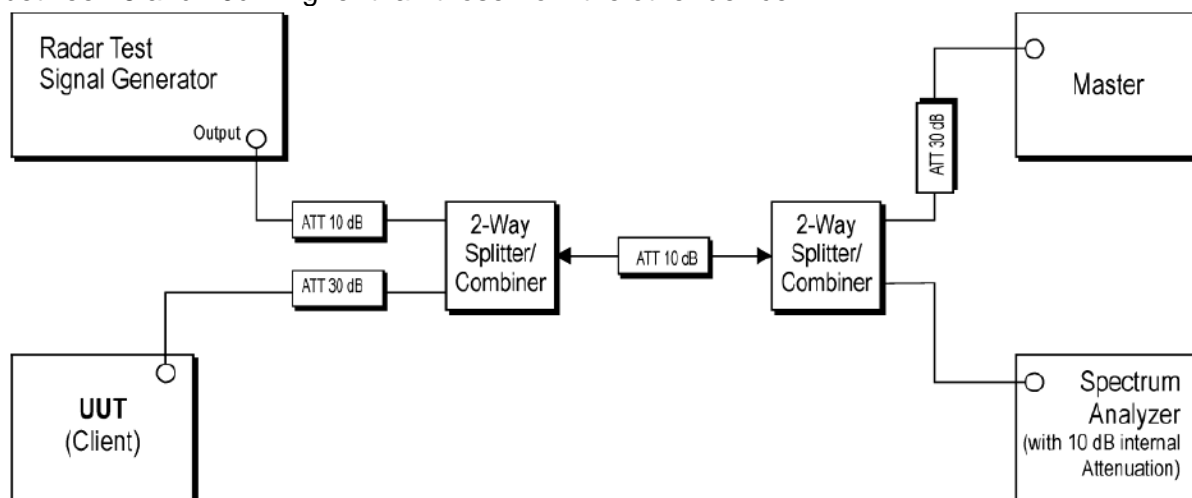 Radar Test
Signal Generator
Output
ATT 10 dB
ATT 30 dB
UUT
(Client)
2-Way
Splitter/
Combiner
ATT 10 dB
2-Way
Splitter/
Combiner
ATT 30 dB
Master
Spectrum
Analyzer
(with 10 dB internal
Attenuation)